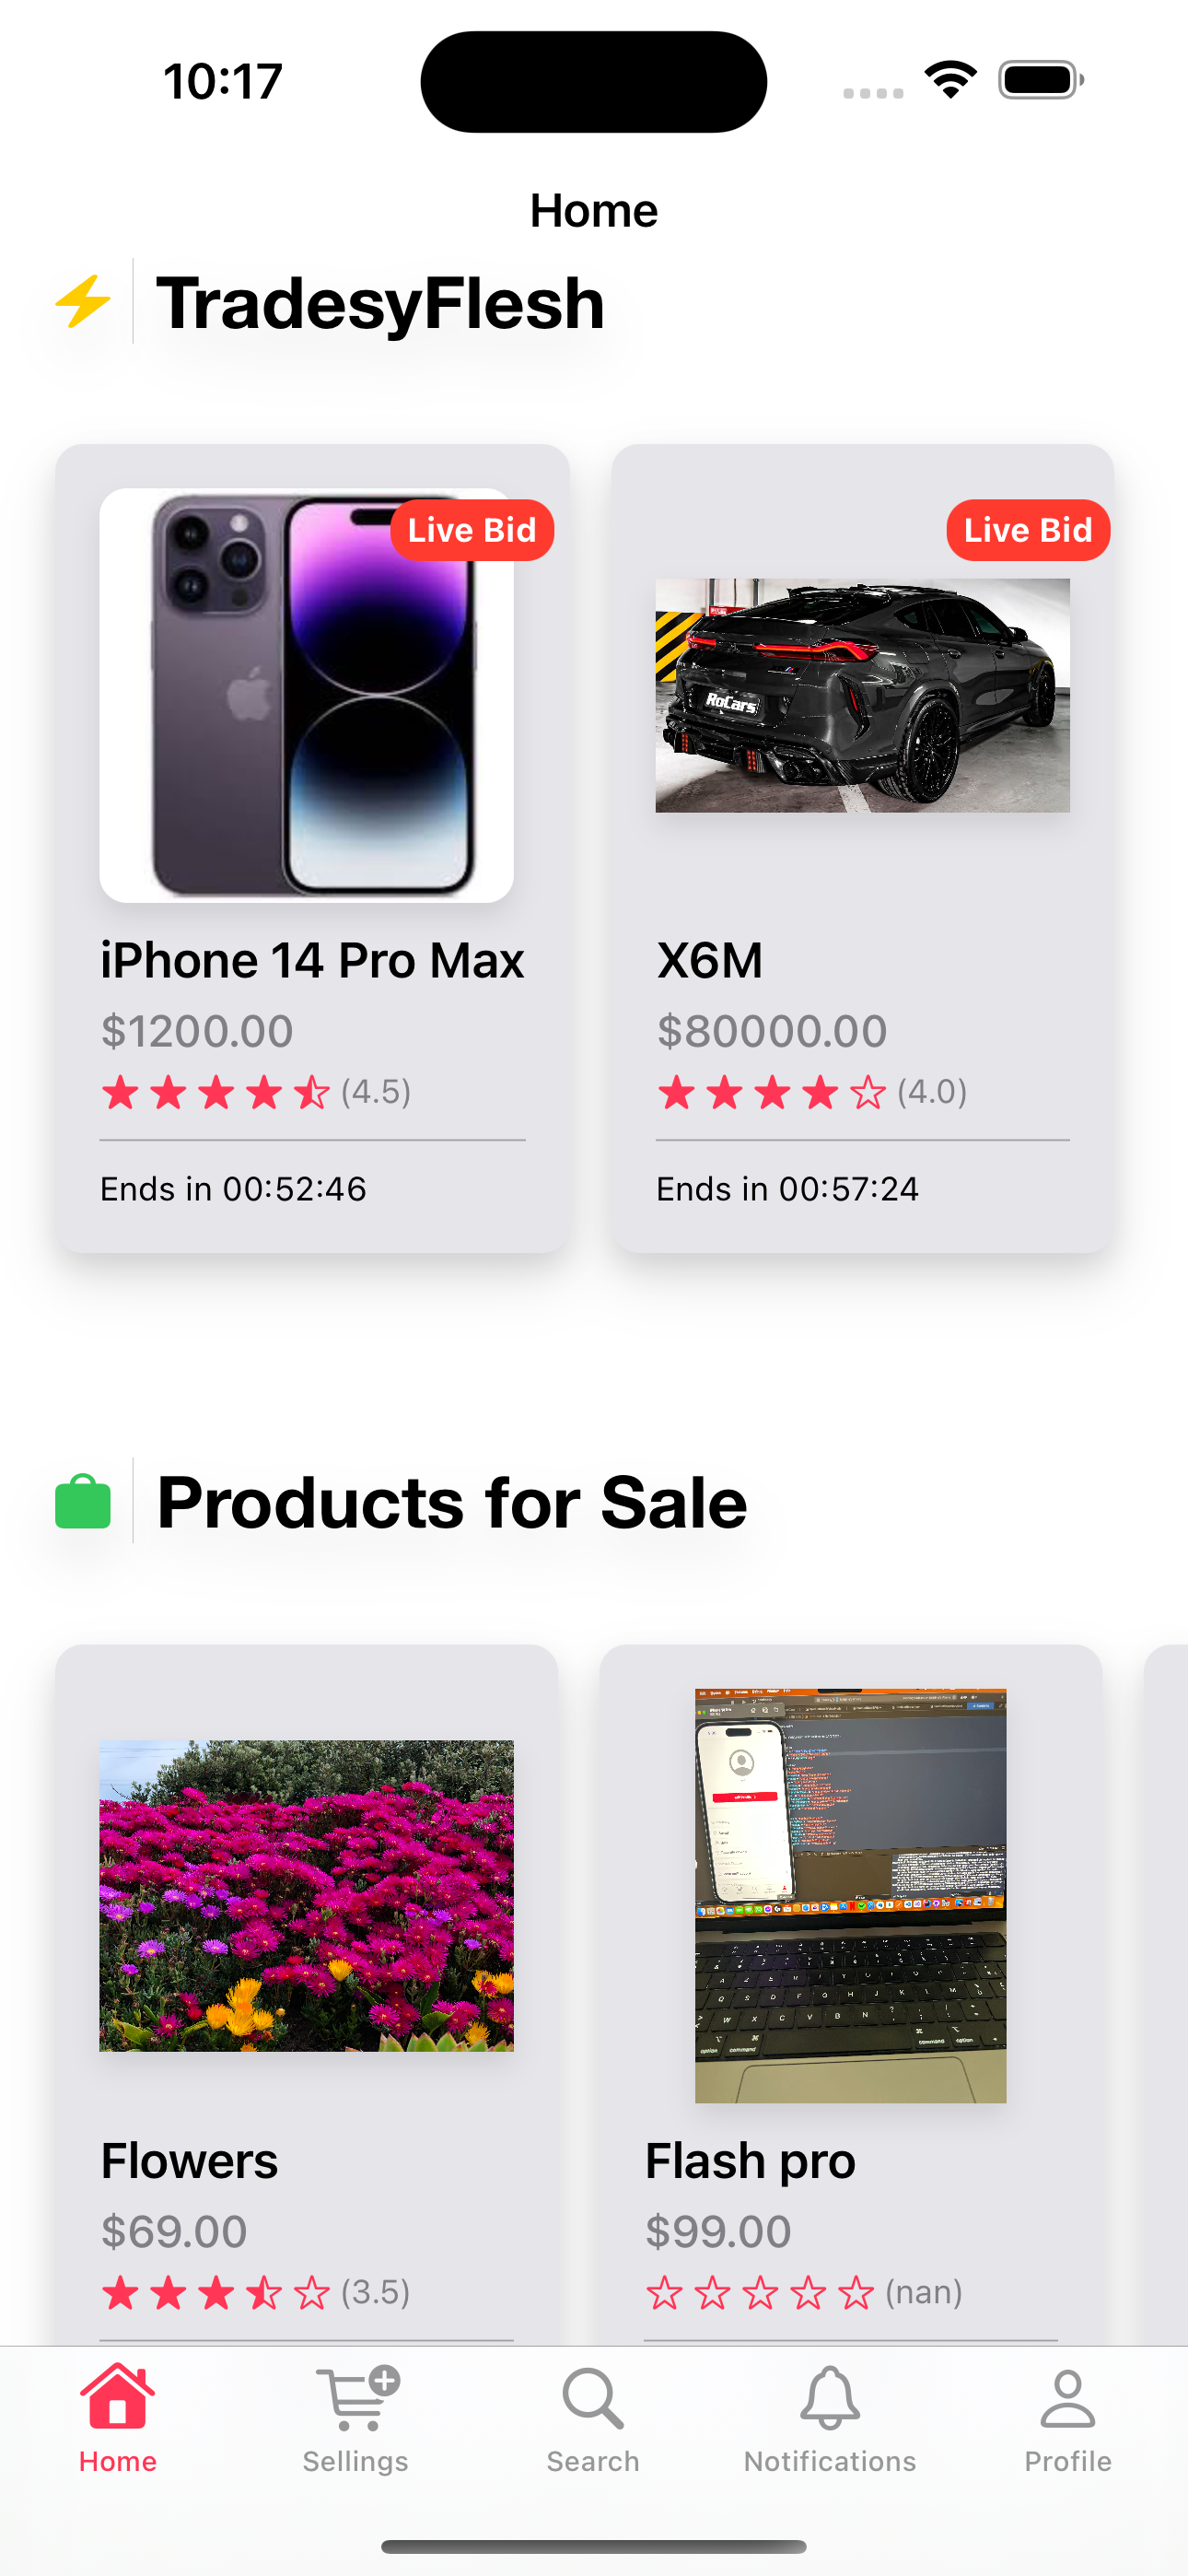 10:17
Home
TradesyFlesh
Live Bid
Live Bid
RoCars
iPhone 14 Pro Max
X6M
$1200.00
$80000.00
(4.5)
(4.0)
Ends in 00:52:46
Ends in 00:57:24
Products for Sale
Flowers
Flash pro
$69.00
$99.00
(3.5)
(nan)
Home
Sellings
Search
Notifications
Profile